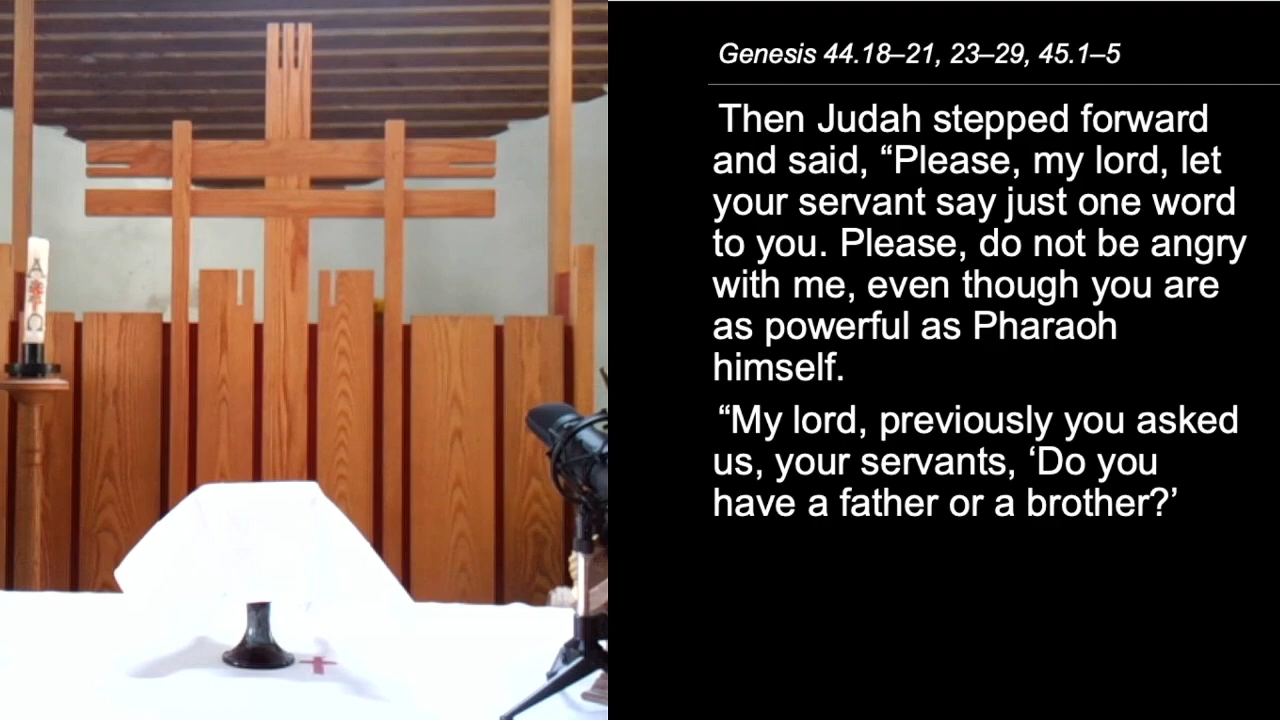 Genesis 44.18–21, 23–29, 45.1–5
Then Judah stepped forward
and said, “Please, my lord, let
your servant say just one word
to you. Please, do not be angry
with me, even though you are
as powerful as Pharaoh
himself.
“My lord, previously you asked
us, your servants, ‘Do you
have a father or a brother?’
Α
Ω